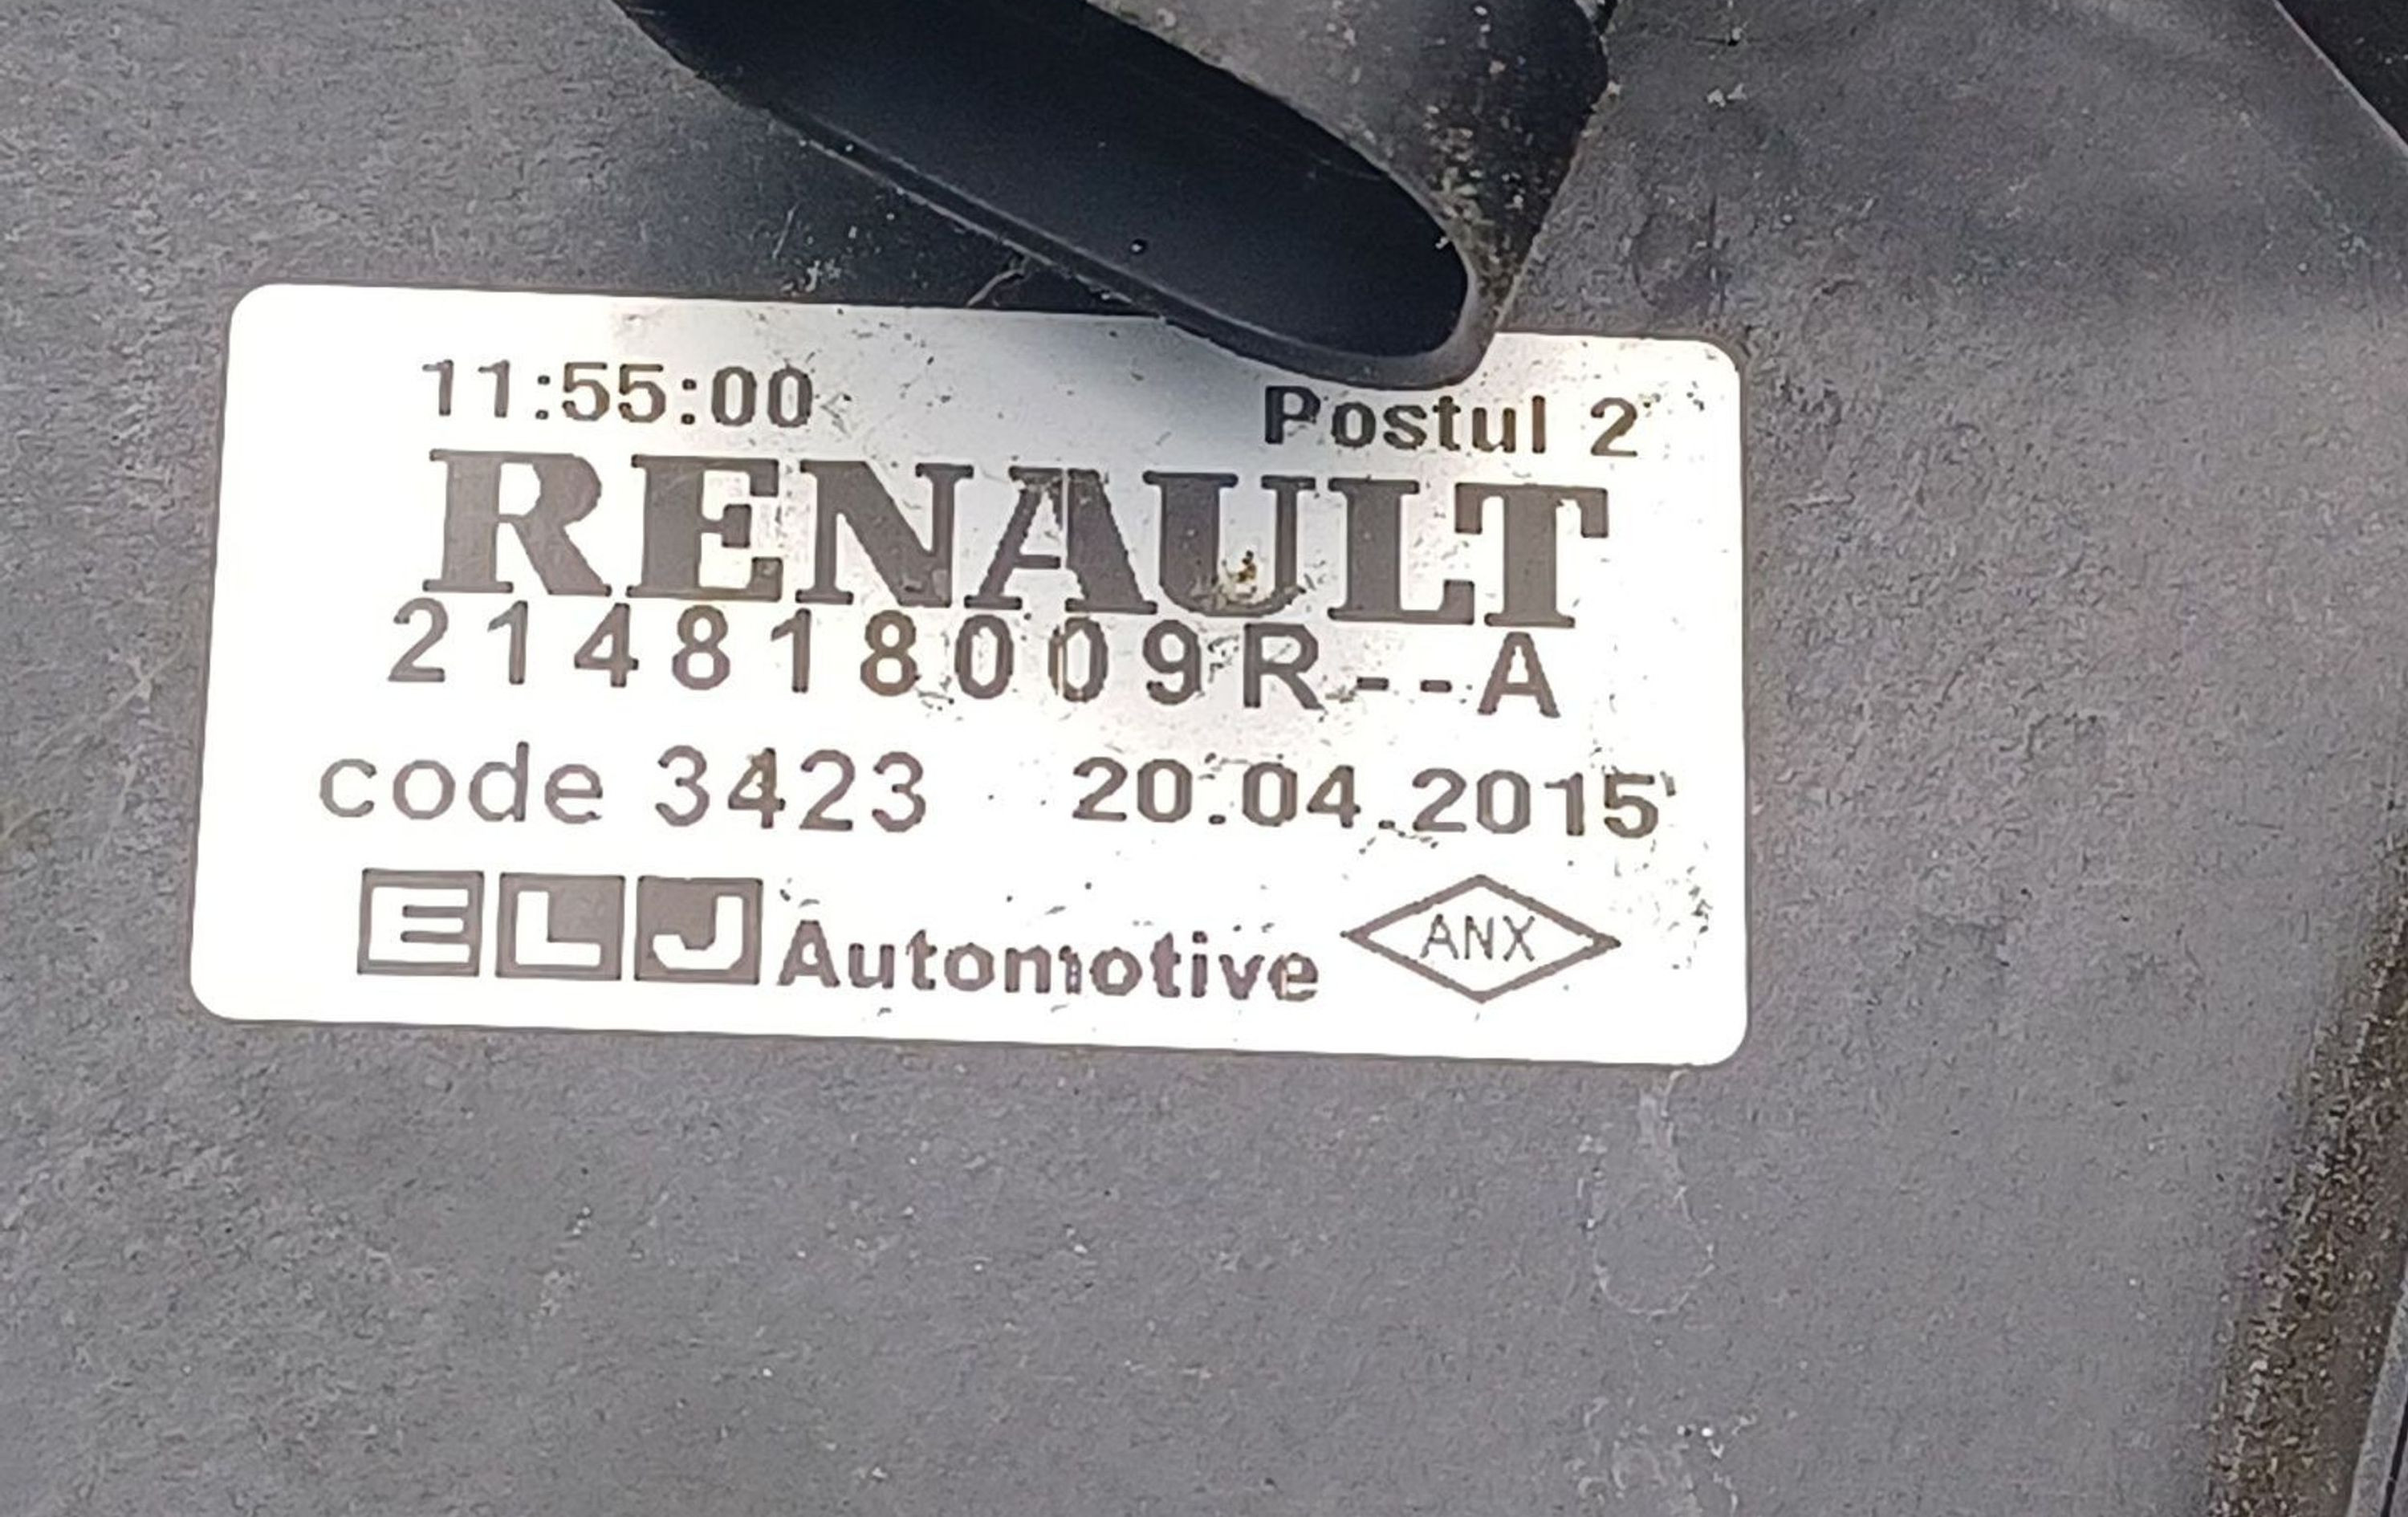 11:55:00 Postul 2
RENAULT
214818009R--A
code 3423 20.04.2015
ELJ Automotive ANX